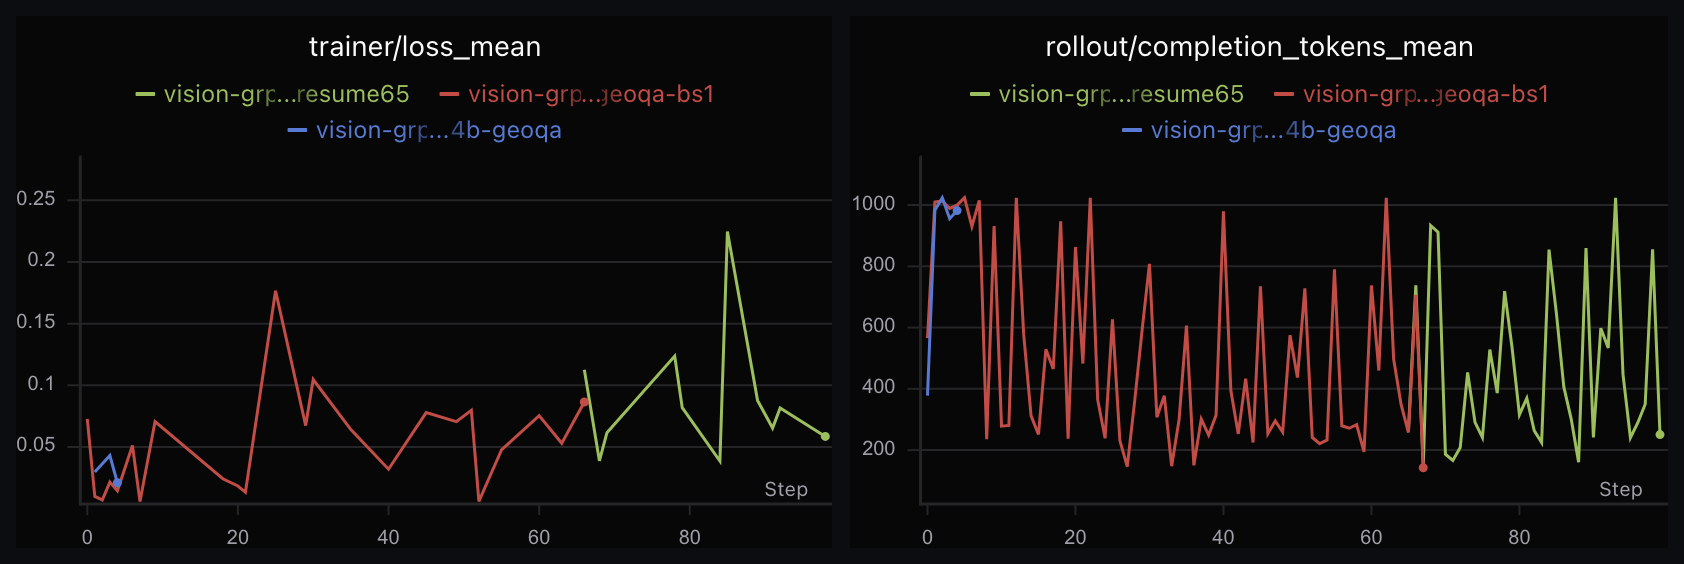 trainer/loss_mean
vision-grp...resume65 vision-grp...geoqa-bs1
vision-grp...4b-geoqa
0.25
0.2
0.15
0.1
0.05
Step
0 20 40 60 80
rollout/completion_tokens_mean
vision-grp...resume65 vision-grp...geoqa-bs1
vision-grp...4b-geoqa
1000
800
600
400
200
Step
0 20 40 60 80